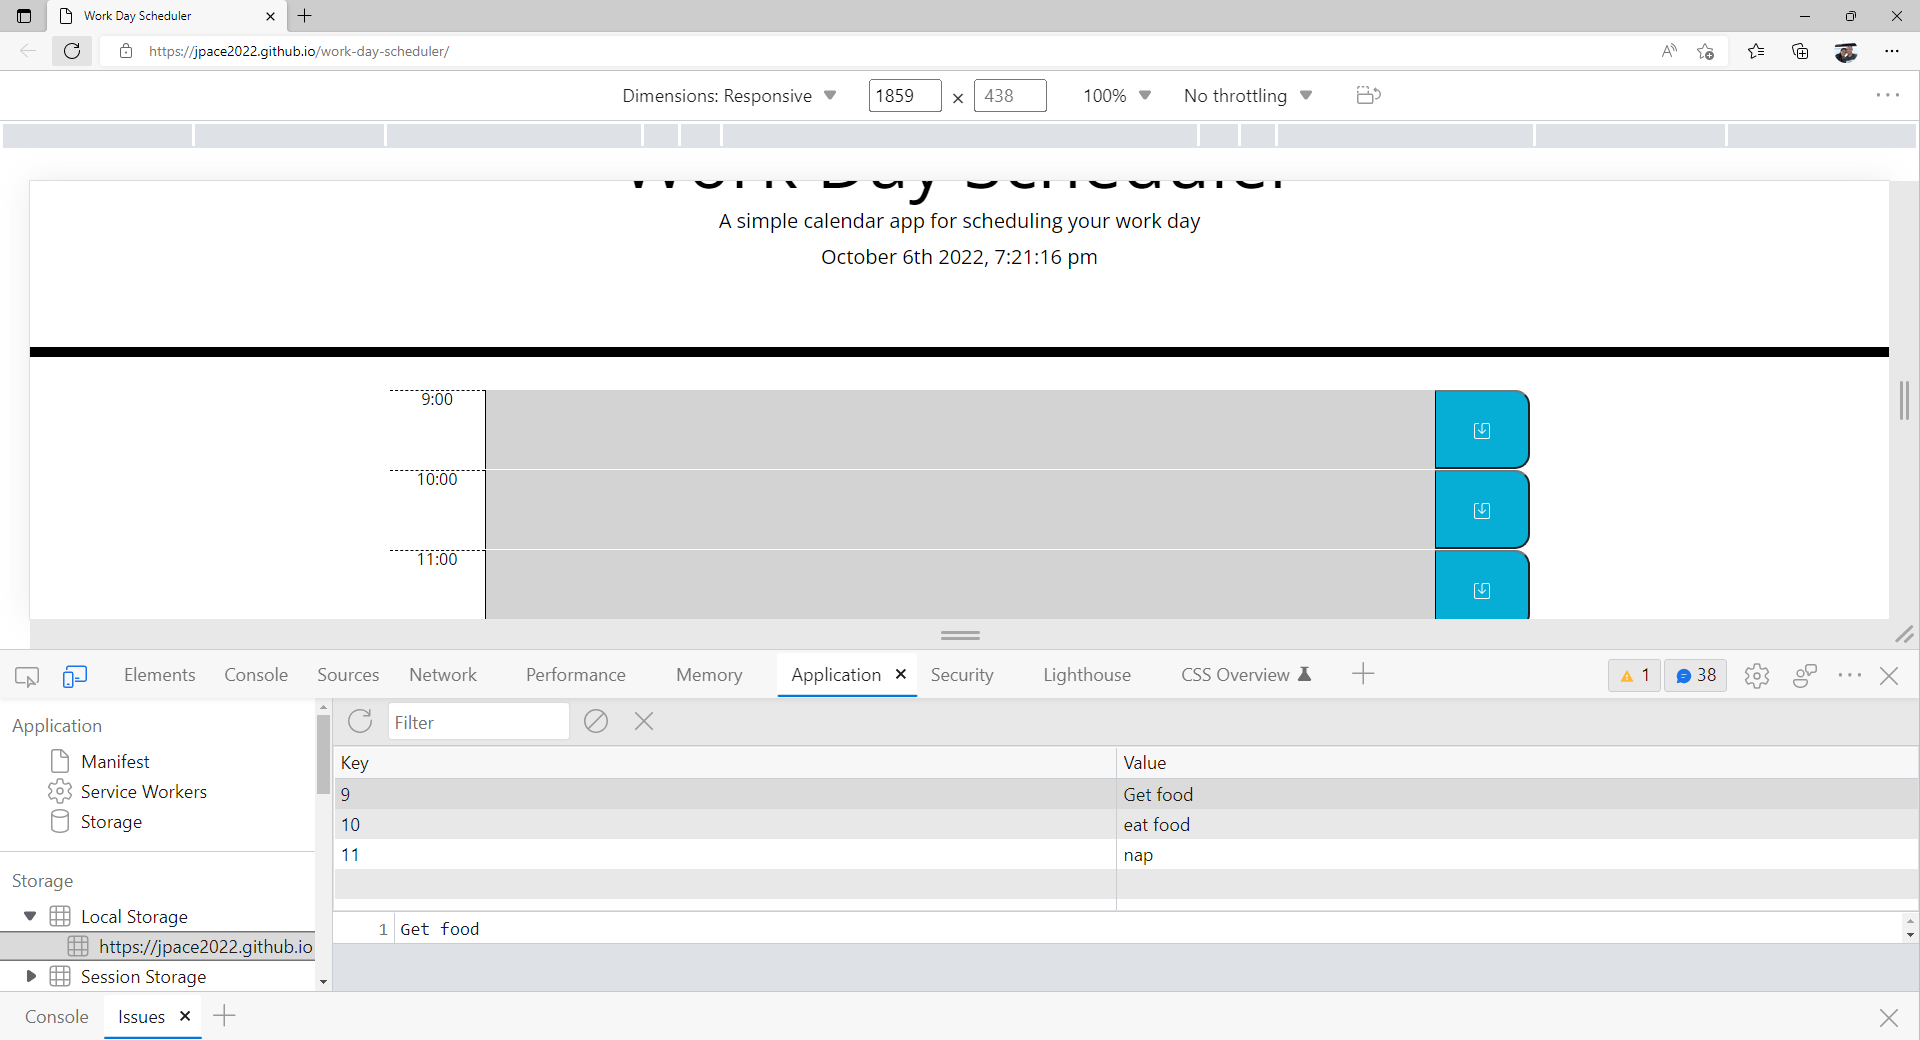 Work Day Scheduler
https://jpace2022.github.io/work-day-scheduler/
Dimensions: Responsive 1859 × 438 100% No throttling
Work Day Scheduler
A simple calendar app for scheduling your work day
October 6th 2022, 7:21:16 pm
9:00
10:00
11:00
Elements Console Sources Network Performance Memory Application Security Lighthouse CSS Overview 1 38
Application
Manifest
Service Workers
Storage
Storage
Local Storage
https://jpace2022.github.io
Session Storage
Filter
Key Value
9 Get food
10 eat food
11 nap
1 Get food
Console Issues